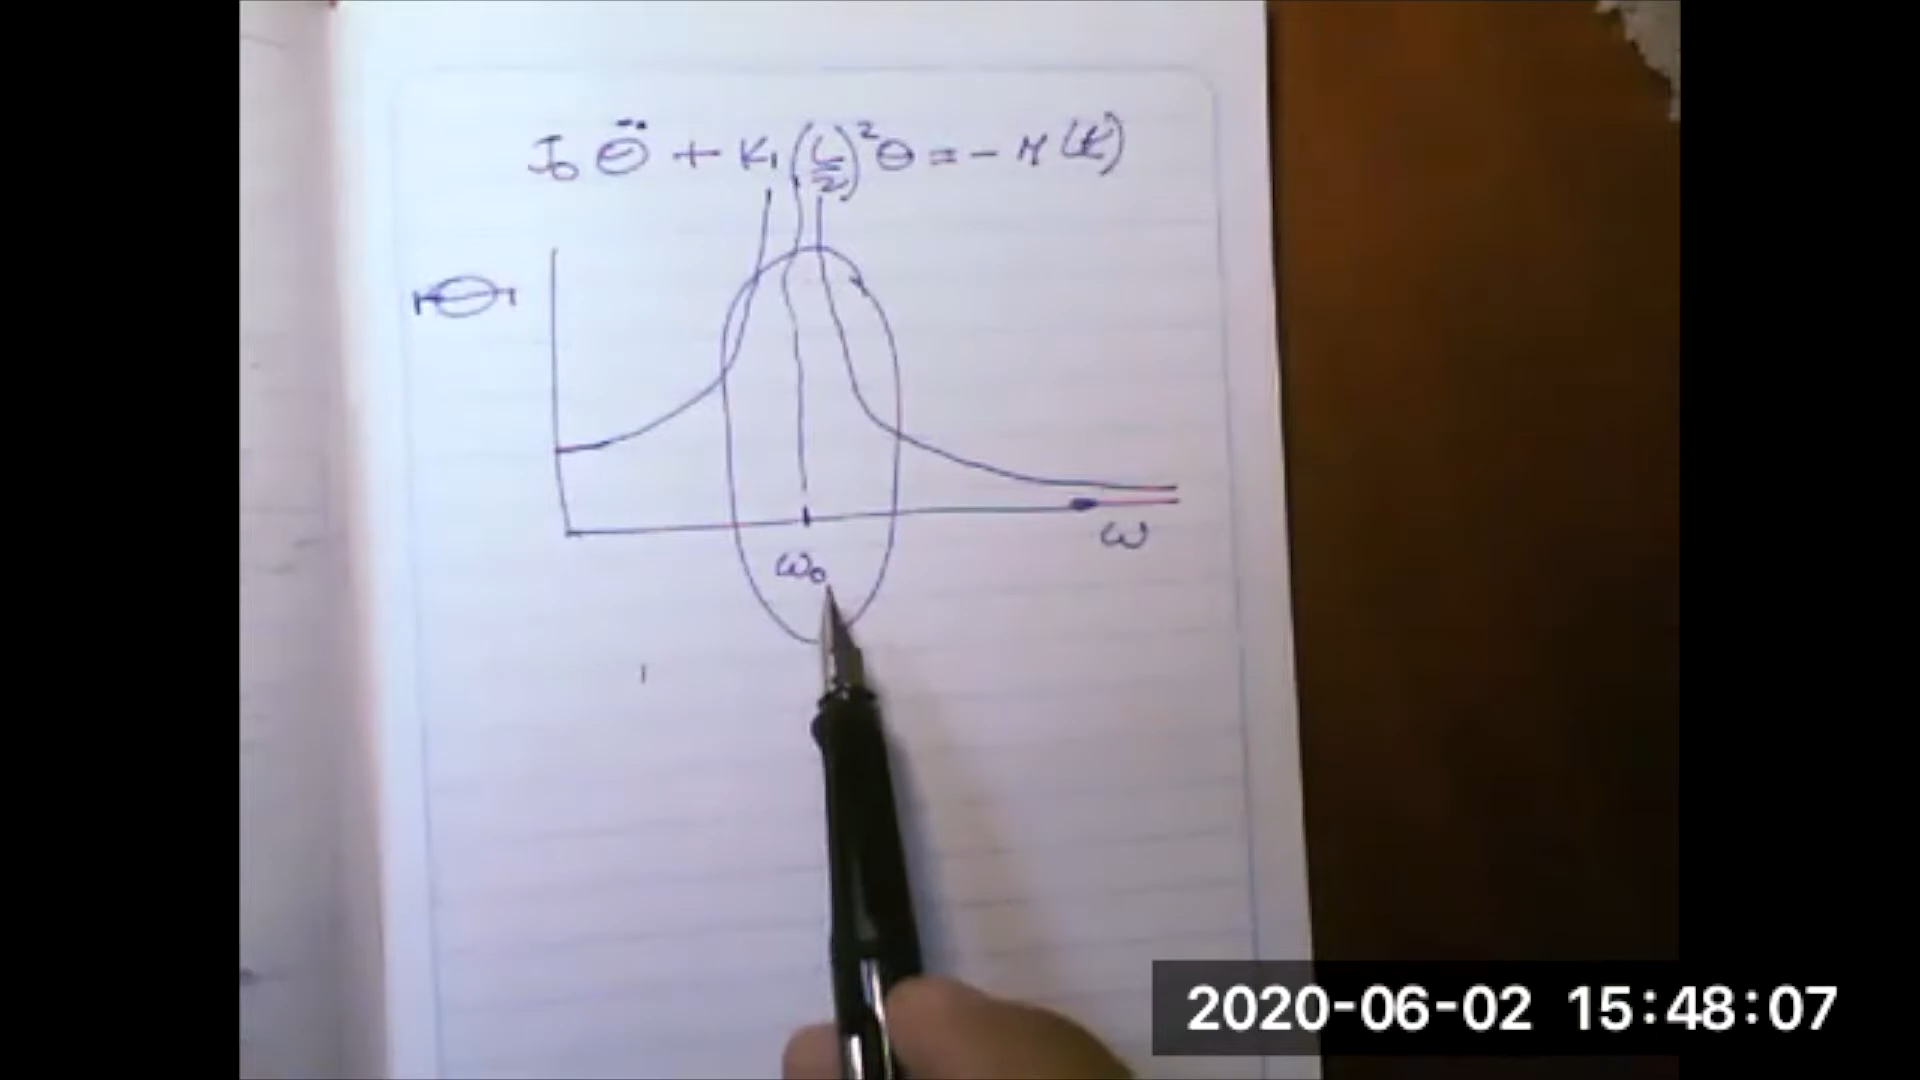 J₀ θ̈ + K₁ (L/2)² θ = - M(t)
|Θ|
ω
ω₀
2020-06-02 15:48:07